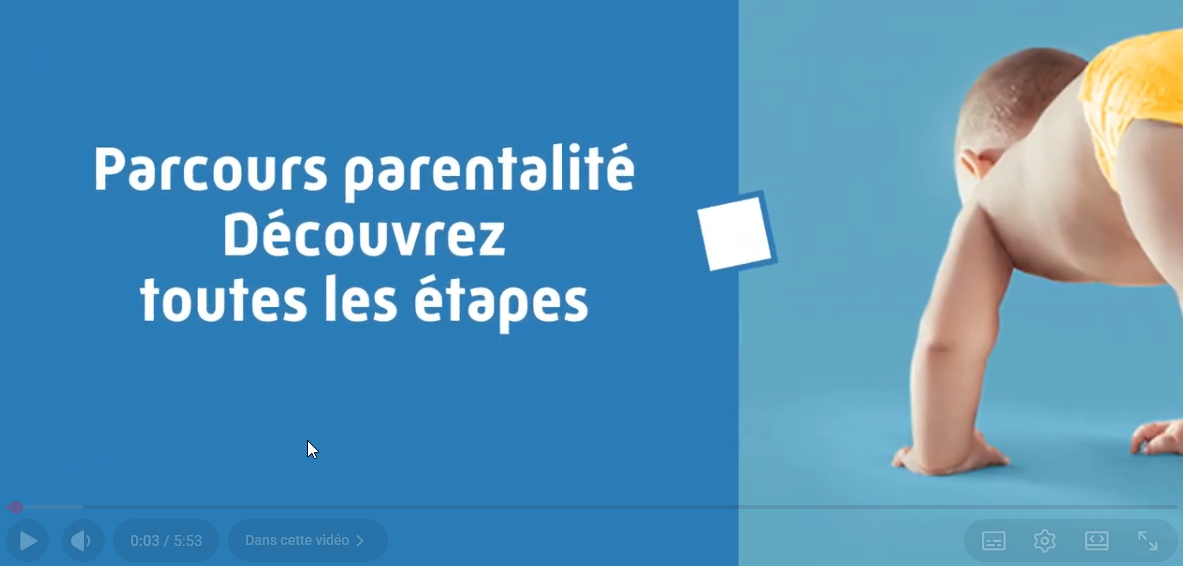 Parcours parentalité
Découvrez
toutes les étapes
0:03 / 5:53
Dans cette vidéo